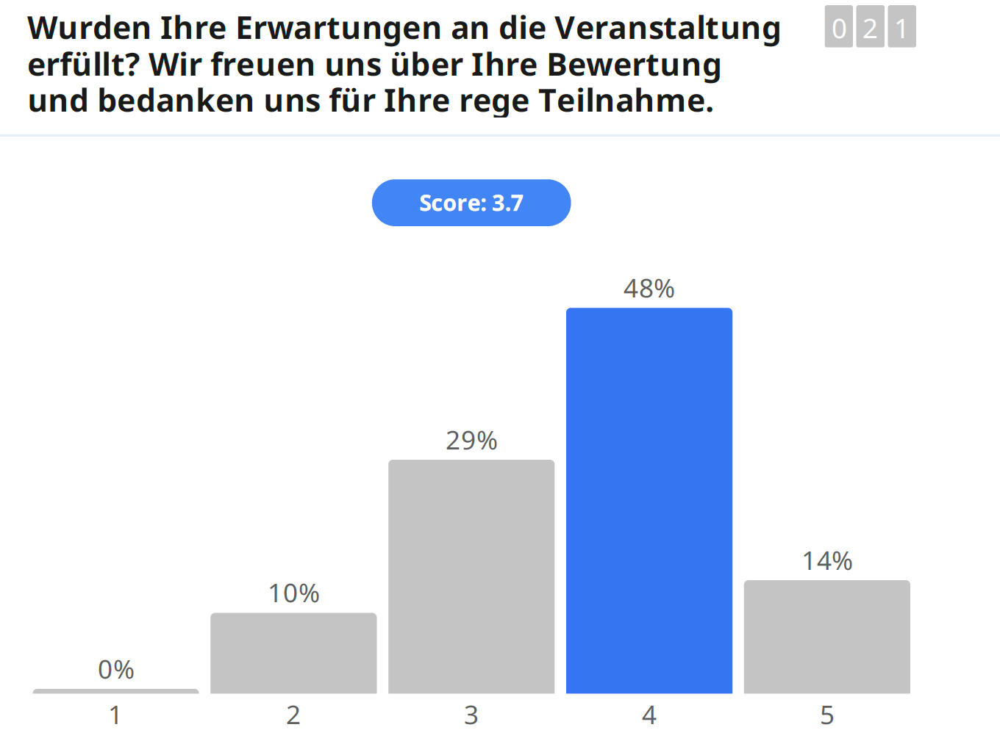 Wurden Ihre Erwartungen an die Veranstaltung
erfüllt? Wir freuen uns über Ihre Bewertung
und bedanken uns für Ihre rege Teilnahme.
0 2 1
Score: 3.7
48%
29%
14%
10%
0%
1 2 3 4 5